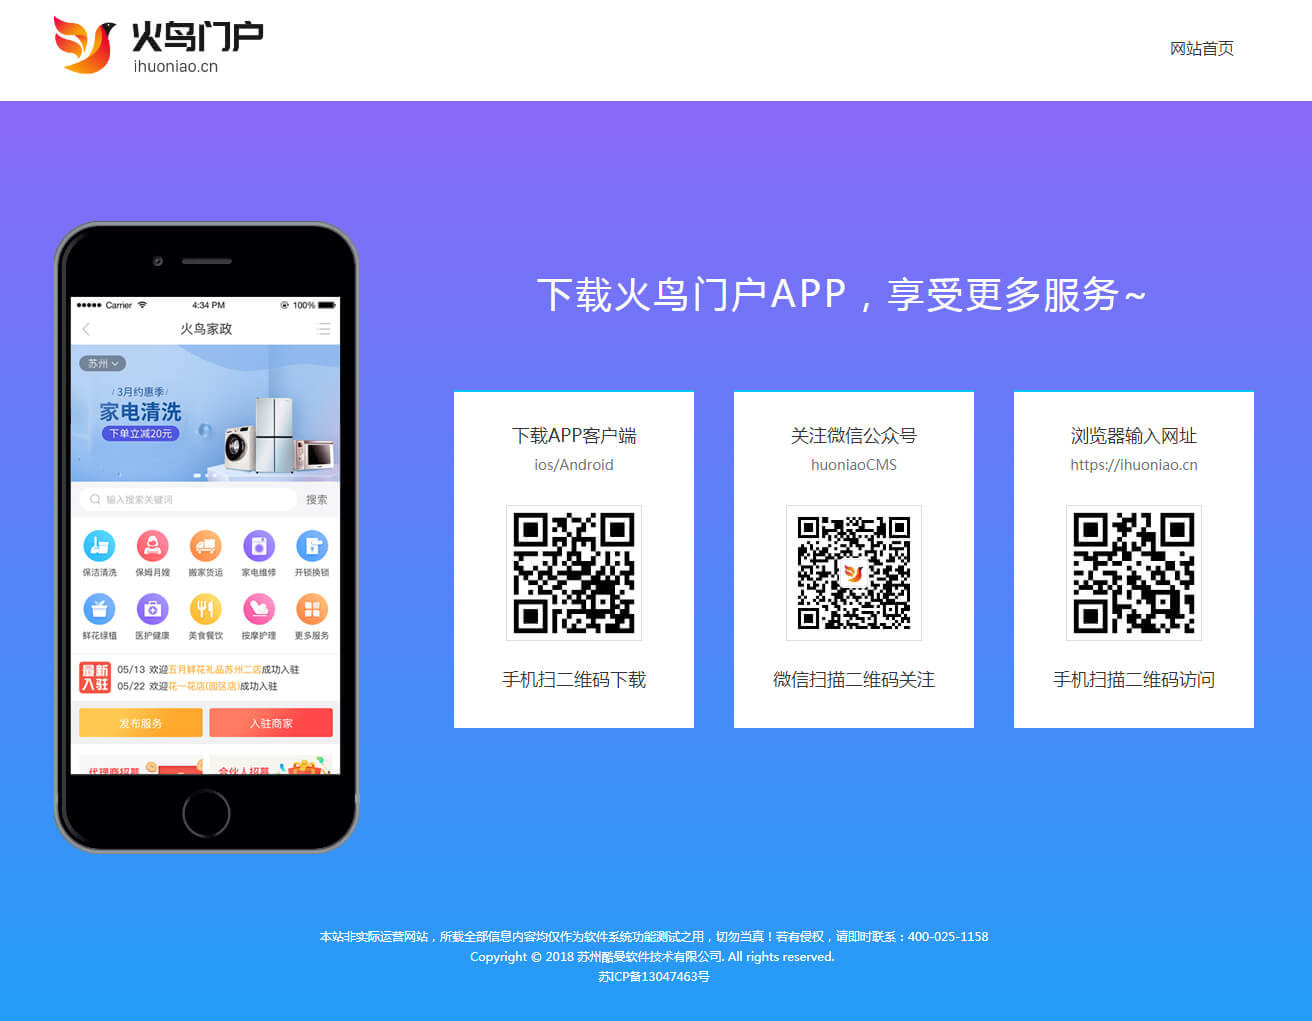 火鸟门户
ihuoniao.cn
网站首页
Carrier
4:34 PM
100%
火鸟家政
苏州
3月约惠季
家电清洗
下单立减20元
输入搜索关键词
搜索
保洁清洗
保姆月嫂
搬家货运
家电维修
开锁换锁
鲜花绿植
医护健康
美食餐饮
按摩护理
更多服务
最新
入驻
05/13 欢迎五月鲜花礼品苏州二店成功入驻
05/22 欢迎花一花店(园区店)成功入驻
发布服务
入驻商家
代理商招募
合伙人招募
下载火鸟门户APP，享受更多服务~
下载APP客户端
ios/Android
手机扫二维码下载
关注微信公众号
huoniaoCMS
微信扫描二维码关注
浏览器输入网址
https://ihuoniao.cn
手机扫描二维码访问
本站非实际运营网站，所载全部信息内容均仅作为软件系统功能测试之用，切勿当真！若有侵权，请即时联系：400-025-1158
Copyright © 2018 苏州酷曼软件技术有限公司. All rights reserved.
苏ICP备13047463号